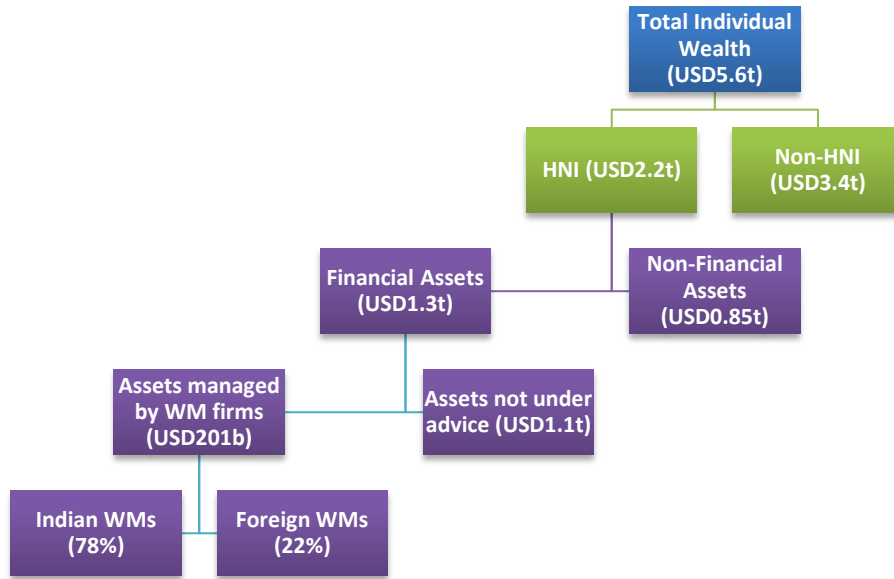 Total Individual
Wealth
(USD5.6t)
HNI (USD2.2t)
Non-HNI
(USD3.4t)
Financial Assets
(USD1.3t)
Non-Financial
Assets
(USD0.85t)
Assets managed
by WM firms
(USD201b)
Assets not under
advice (USD1.1t)
Indian WMs
(78%)
Foreign WMs
(22%)